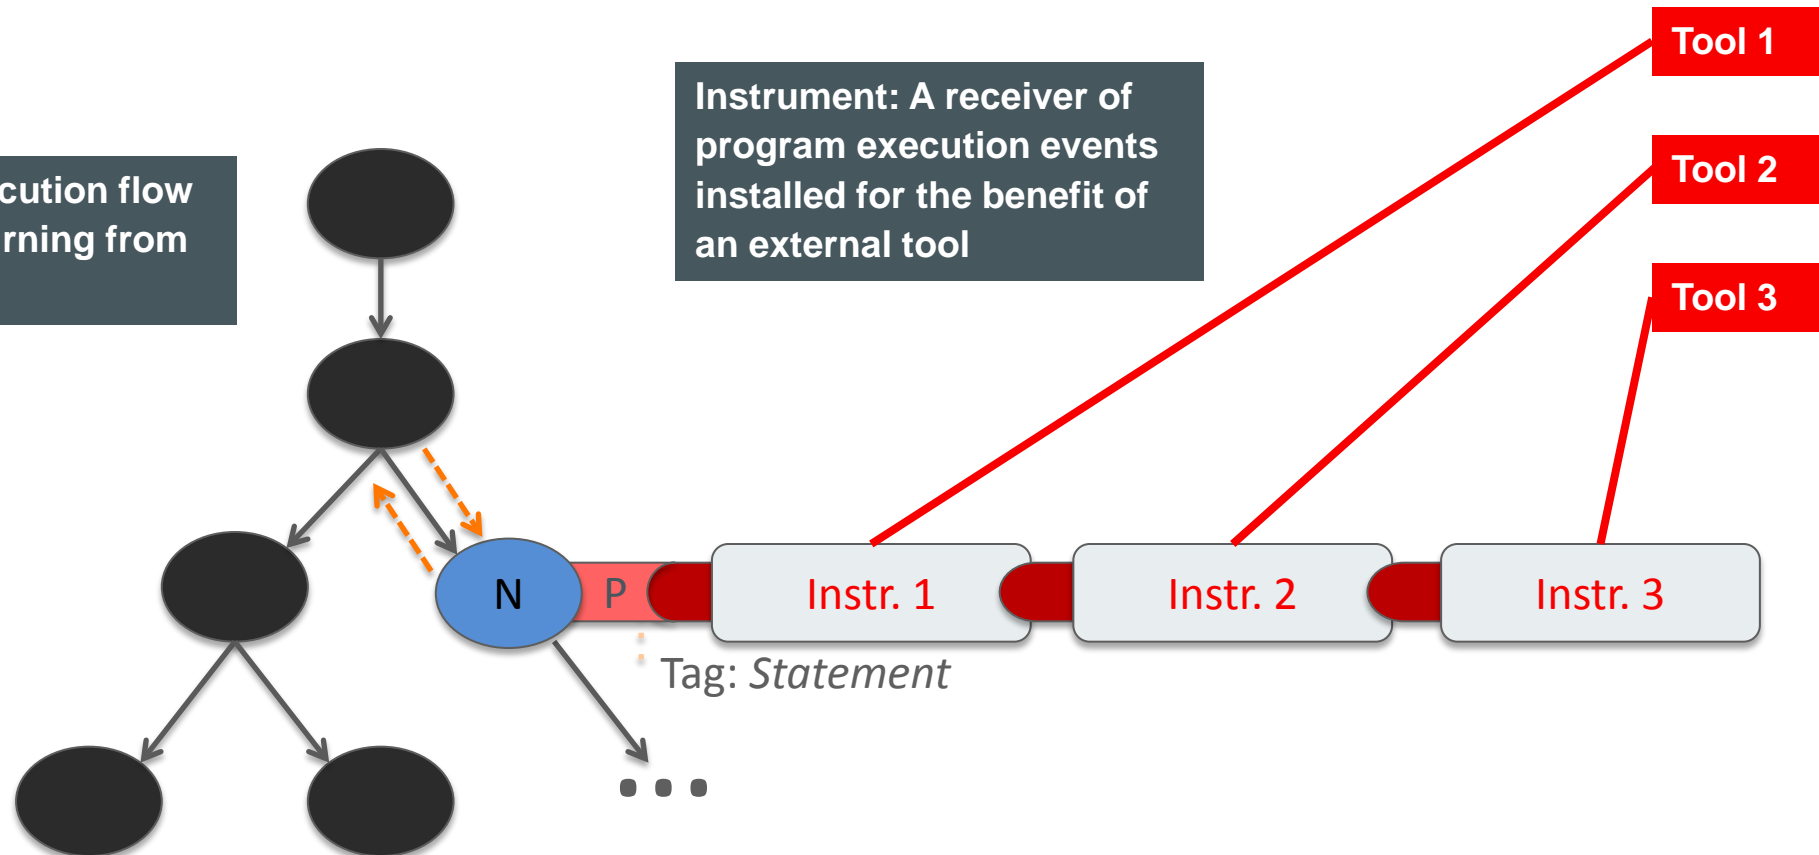 Tool 1
Instrument: A receiver of
program execution events
installed for the benefit of
an external tool
Tool 2
cution flow
rning from
Tool 3
N
P
Instr. 1
Instr. 2
Instr. 3
Tag: Statement
...